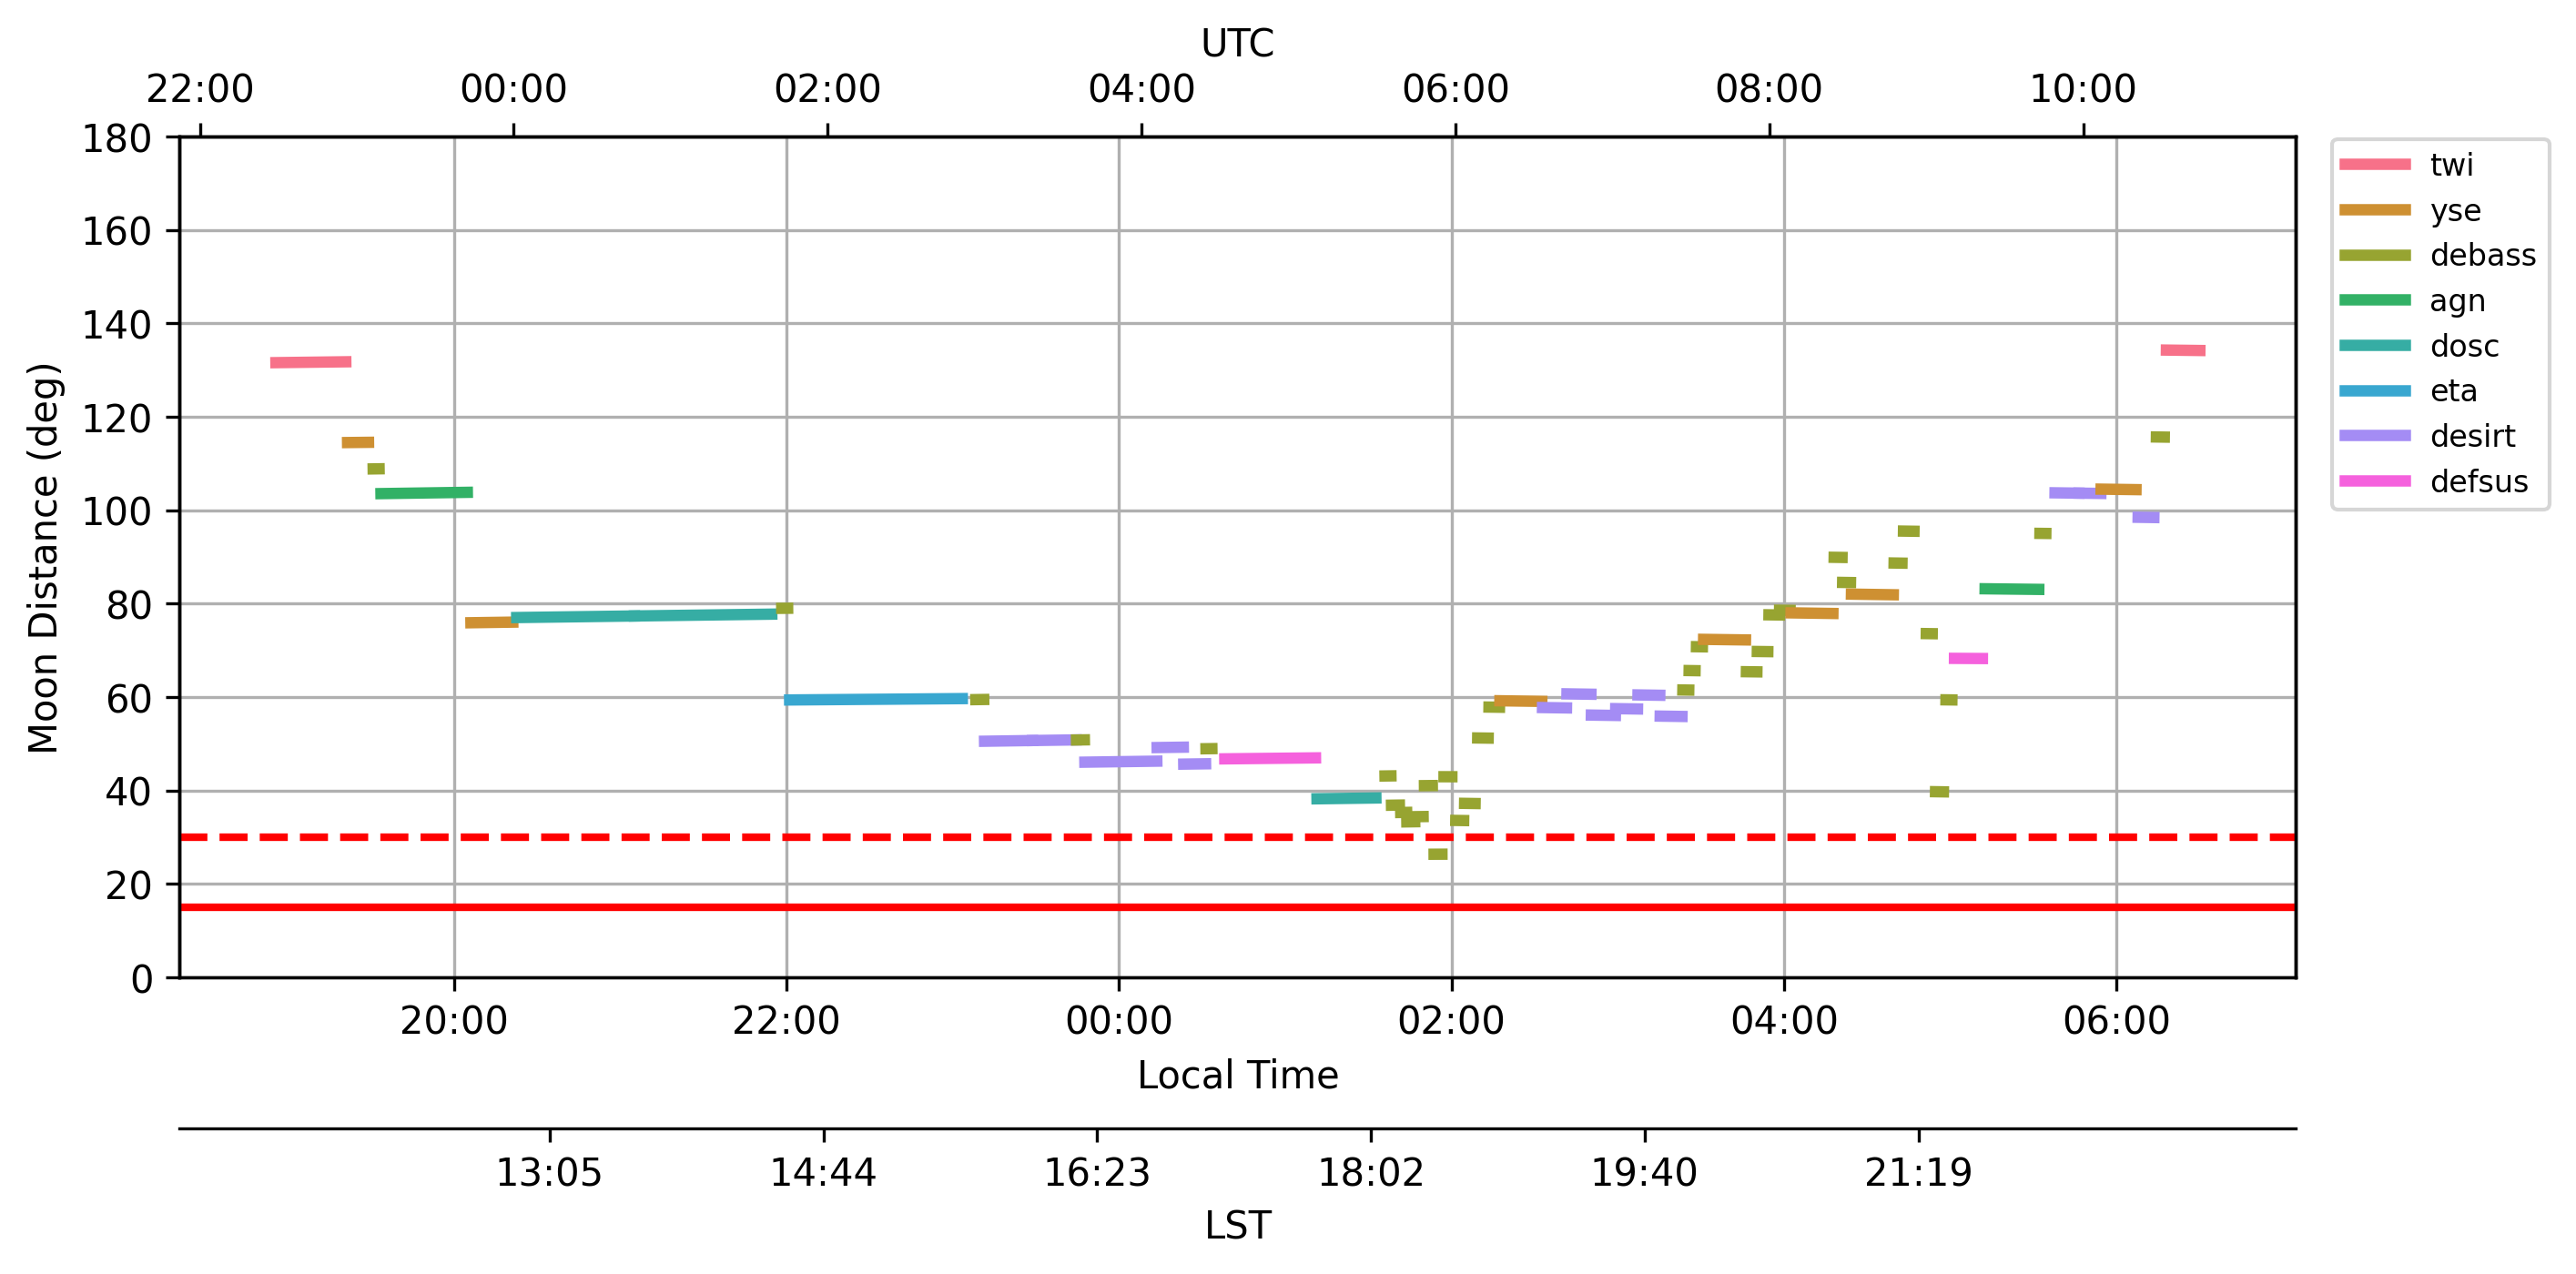 UTC
22:00 00:00 02:00 04:00 06:00 08:00 10:00
Moon Distance (deg)
180
160
140
120
100
80
60
40
20
0
twi
yse
debass
agn
dosc
eta
desirt
defsus
20:00 22:00 00:00 02:00 04:00 06:00
Local Time
13:05 14:44 16:23 18:02 19:40 21:19
LST